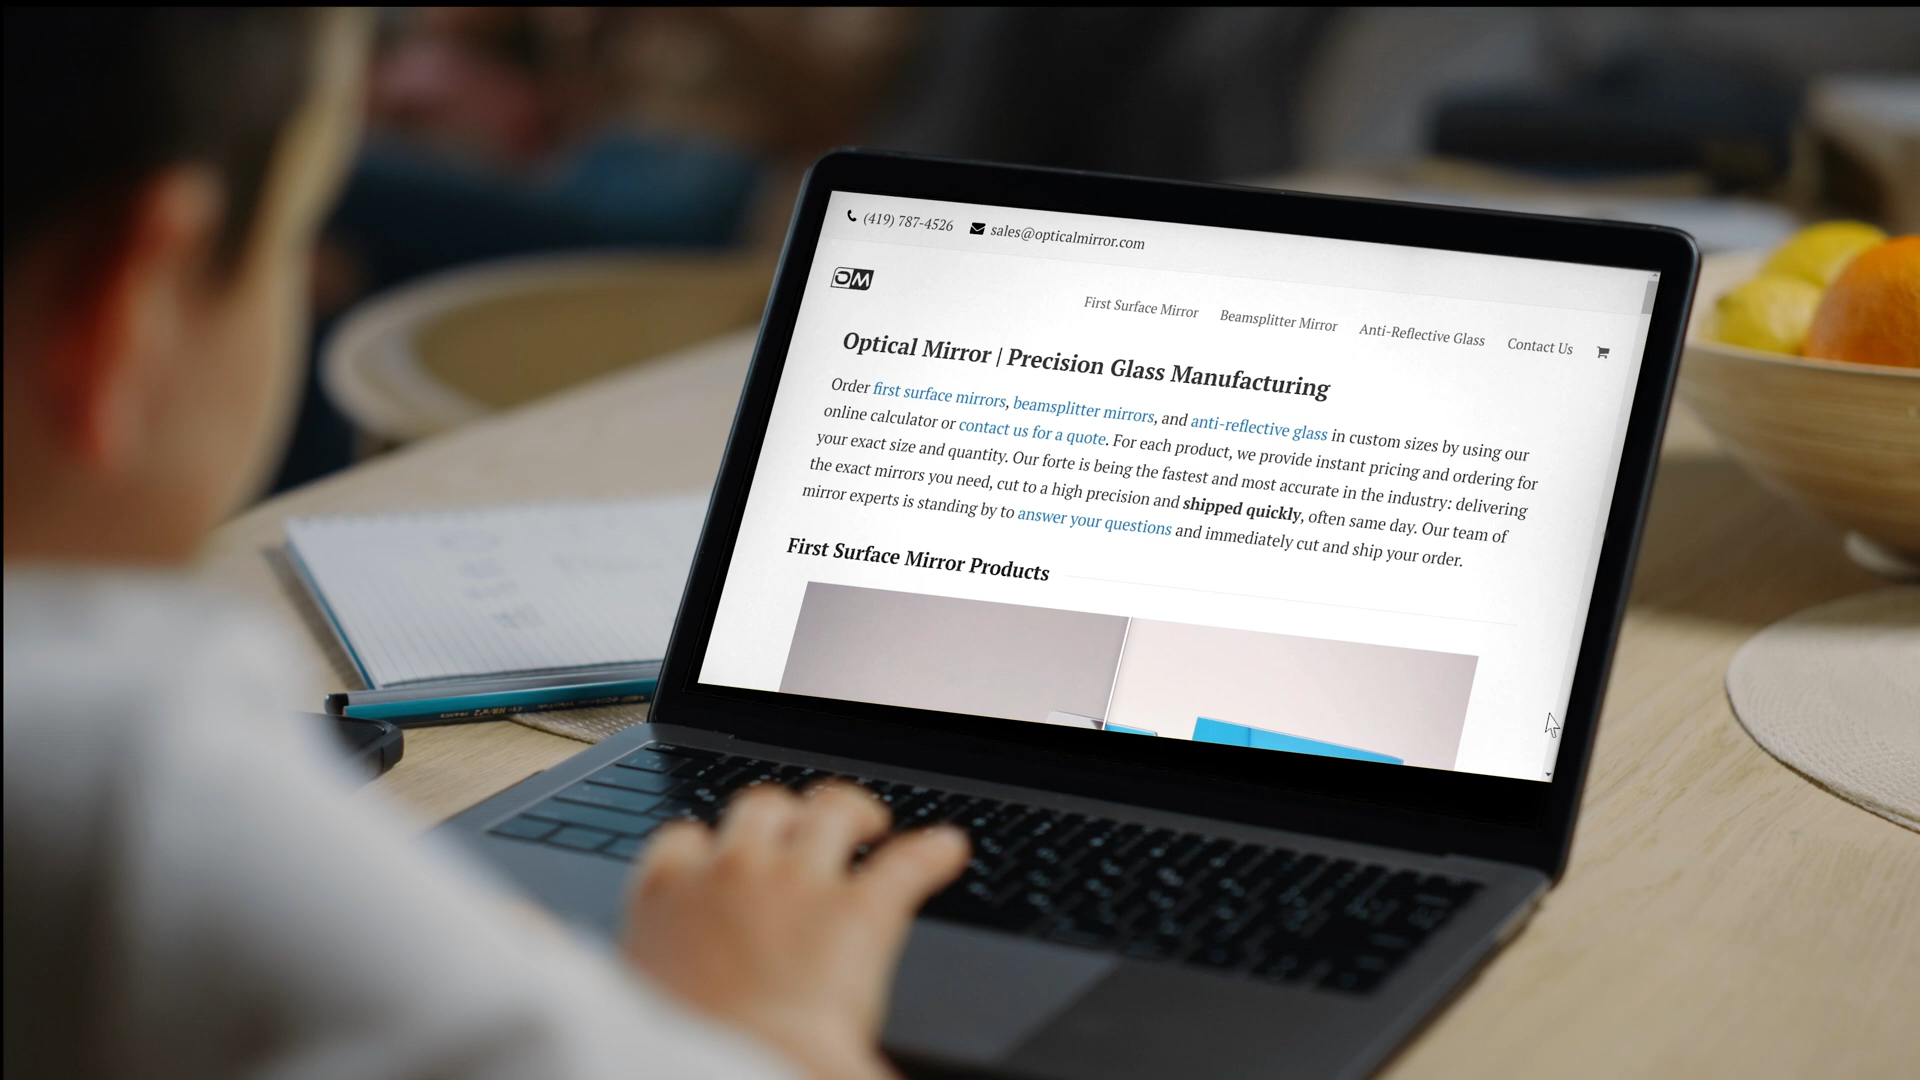 (419) 787-4526 sales@opticalmirror.com
OM
First Surface Mirror Beamsplitter Mirror Anti-Reflective Glass Contact Us
Optical Mirror | Precision Glass Manufacturing
Order first surface mirrors, beamsplitter mirrors, and anti-reflective glass in custom sizes by using our
online calculator or contact us for a quote. For each product, we provide instant pricing and ordering for
your exact size and quantity. Our forte is being the fastest and most accurate in the industry: delivering
the exact mirrors you need, cut to a high precision and shipped quickly, often same day. Our team of
mirror experts is standing by to answer your questions and immediately cut and ship your order.
First Surface Mirror Products